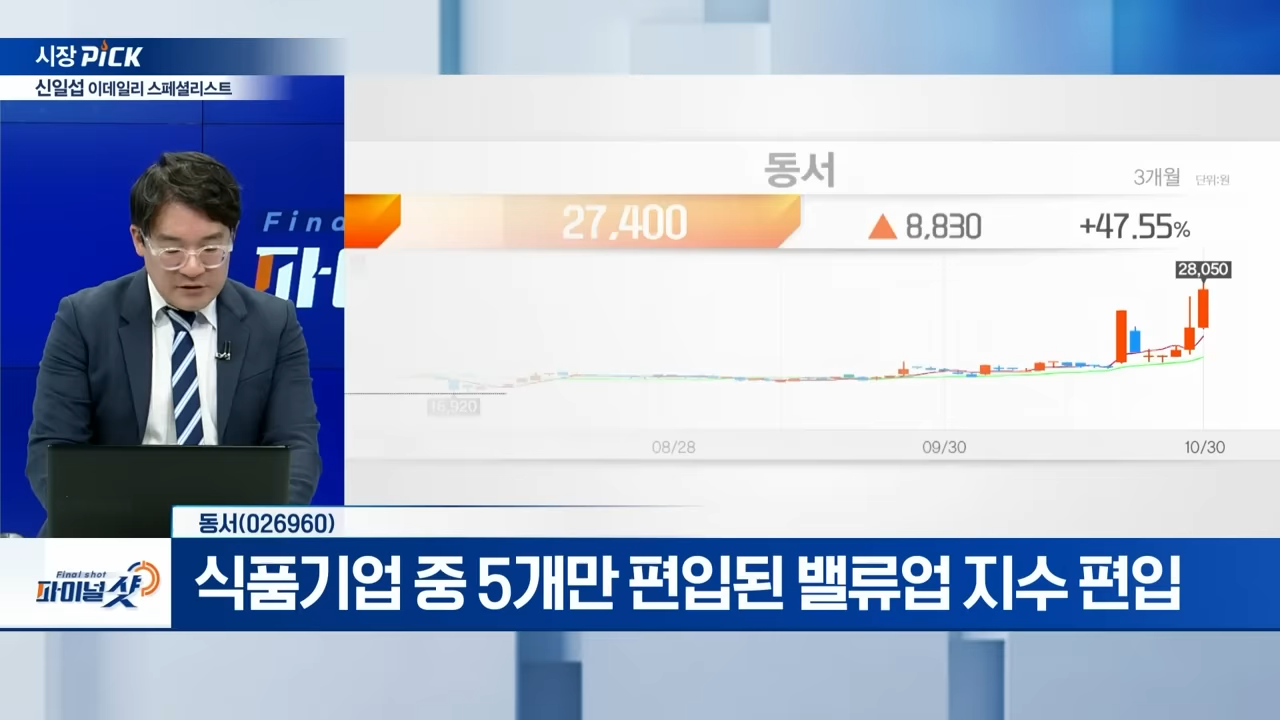 시장 PiCK
신일섭 이데일리 스페셜리스트
Fina
파
동서
3개월 단위:원
27,400 ▲ 8,830 +47.55%
28,050
16,920
08/28 09/30 10/30
동서(026960)
Final shot
파이널 샷
식품기업 중 5개만 편입된 밸류업 지수 편입